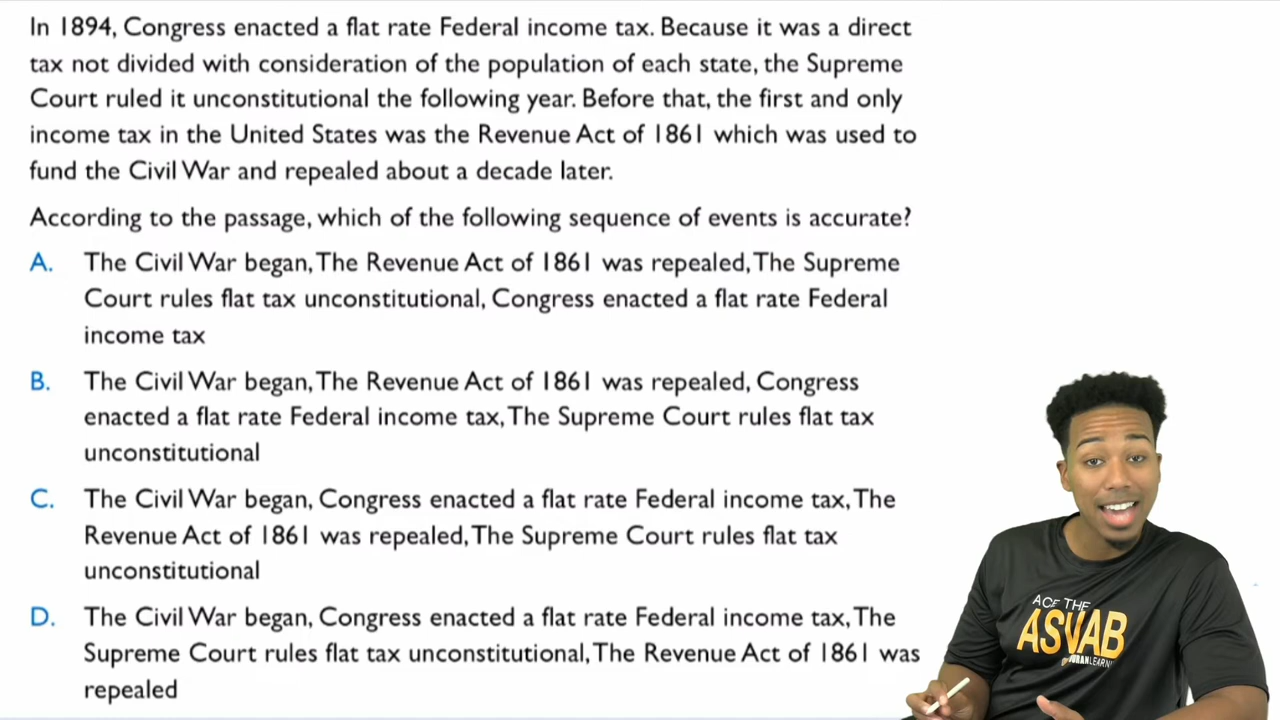 In 1894, Congress enacted a flat rate Federal income tax. Because it was a direct
tax not divided with consideration of the population of each state, the Supreme
Court ruled it unconstitutional the following year. Before that, the first and only
income tax in the United States was the Revenue Act of 1861 which was used to
fund the Civil War and repealed about a decade later.
According to the passage, which of the following sequence of events is accurate?
A. The Civil War began, The Revenue Act of 1861 was repealed, The Supreme
Court rules flat tax unconstitutional, Congress enacted a flat rate Federal
income tax
B. The Civil War began, The Revenue Act of 1861 was repealed, Congress
enacted a flat rate Federal income tax, The Supreme Court rules flat tax
unconstitutional
C. The Civil War began, Congress enacted a flat rate Federal income tax, The
Revenue Act of 1861 was repealed, The Supreme Court rules flat tax
unconstitutional
D. The Civil War began, Congress enacted a flat rate Federal income tax, The
Supreme Court rules flat tax unconstitutional, The Revenue Act of 1861 was
repealed
ACE THE
ASVAB